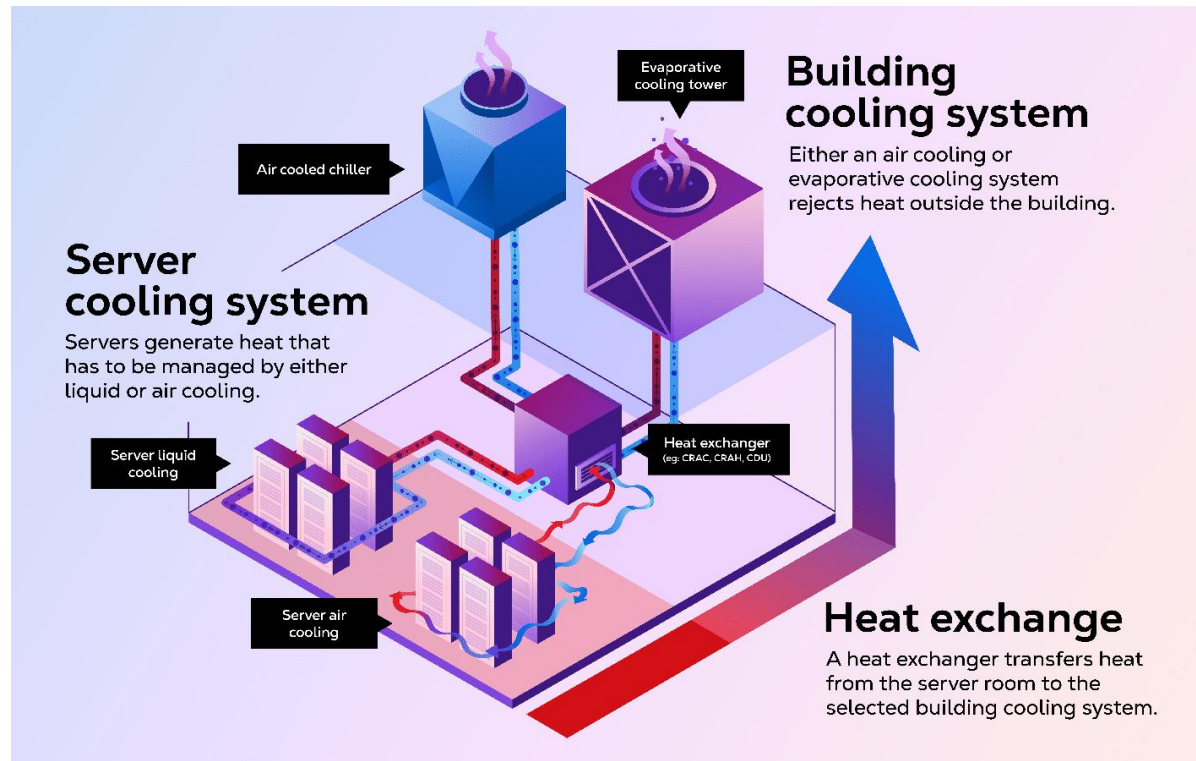 Evaporative
cooling tower
Building
cooling system
Either an air cooling or
evaporative cooling system
rejects heat outside the building.
Air cooled chiller
Server
cooling system
Servers generate heat that
has to be managed by either
liquid or air cooling.
Server liquid
cooling
Heat exchanger
(eg: CRAC, CRAH, CDU)
Server air
cooling
Heat exchange
A heat exchanger transfers heat
from the server room to the
selected building cooling system.